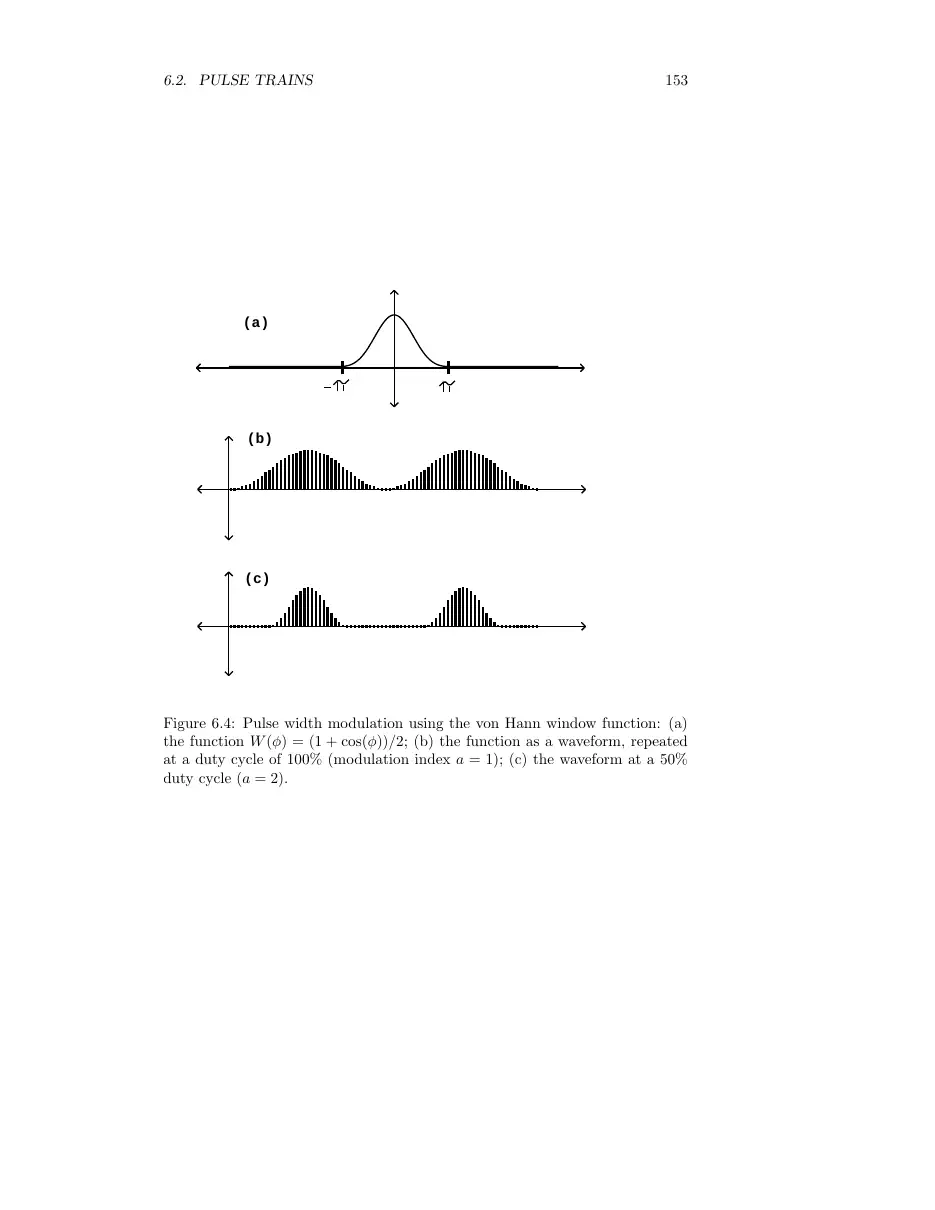 6.2. PULSE TRAINS 153
(a)
−π π
(b)
(c)
Figure 6.4: Pulse width modulation using the von Hann window function: (a)
the function W(ϕ) = (1 + cos(ϕ))/2; (b) the function as a waveform, repeated
at a duty cycle of 100% (modulation index a = 1); (c) the waveform at a 50%
duty cycle (a = 2).